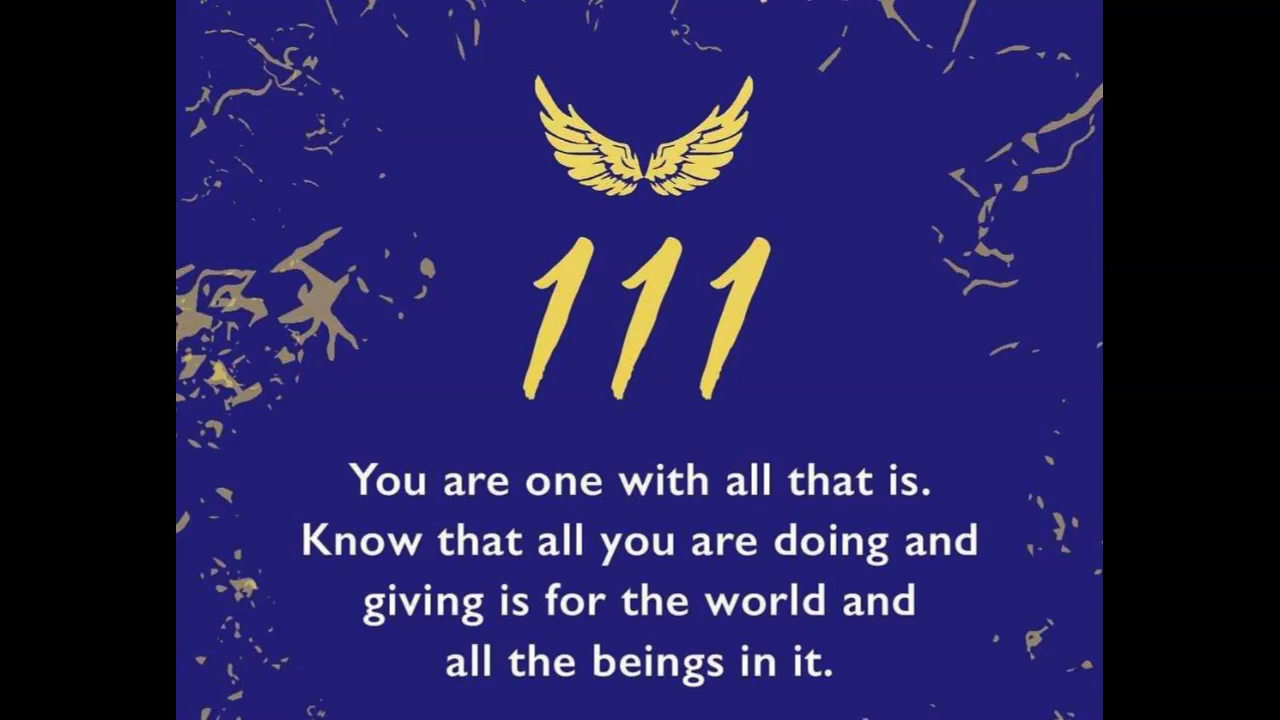 111
You are one with all that is.
Know that all you are doing and
giving is for the world and
all the beings in it.